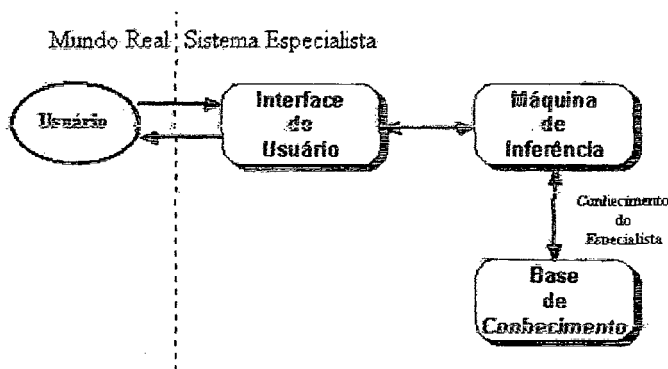 Mundo Real Sistema Especialista
Usuário
Interface
do
Usuário
Máquina
de
Inferência
Conhecimento
do
Especialista
Base
de
Conhecimento